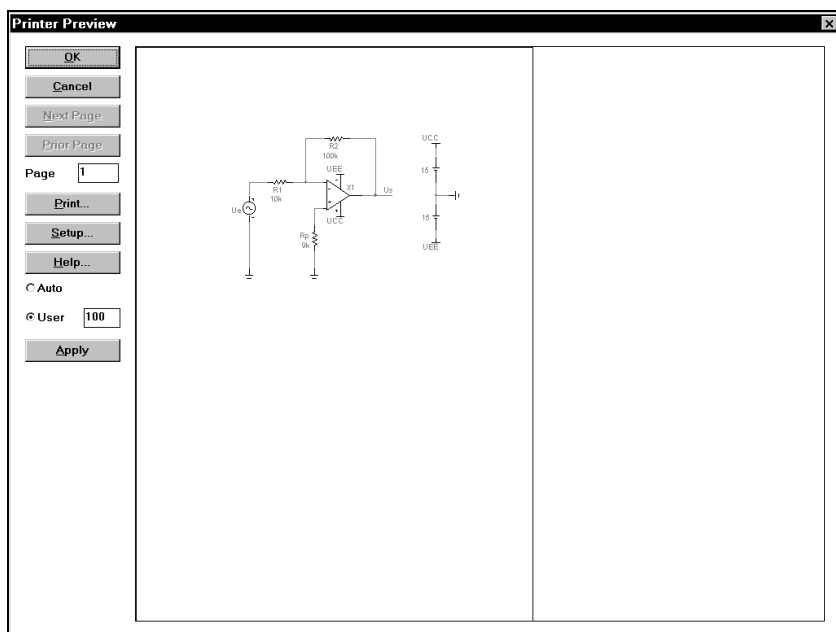 Printer Preview
OK
Cancel
Next Page
Prior Page
Page 1
Print...
Setup...
Help...
Auto
User 100
Apply
R2
100k
UEE
R1
10k
X1
Us
Ue
UCC
Rp
9k
UCC
15
15
UEE